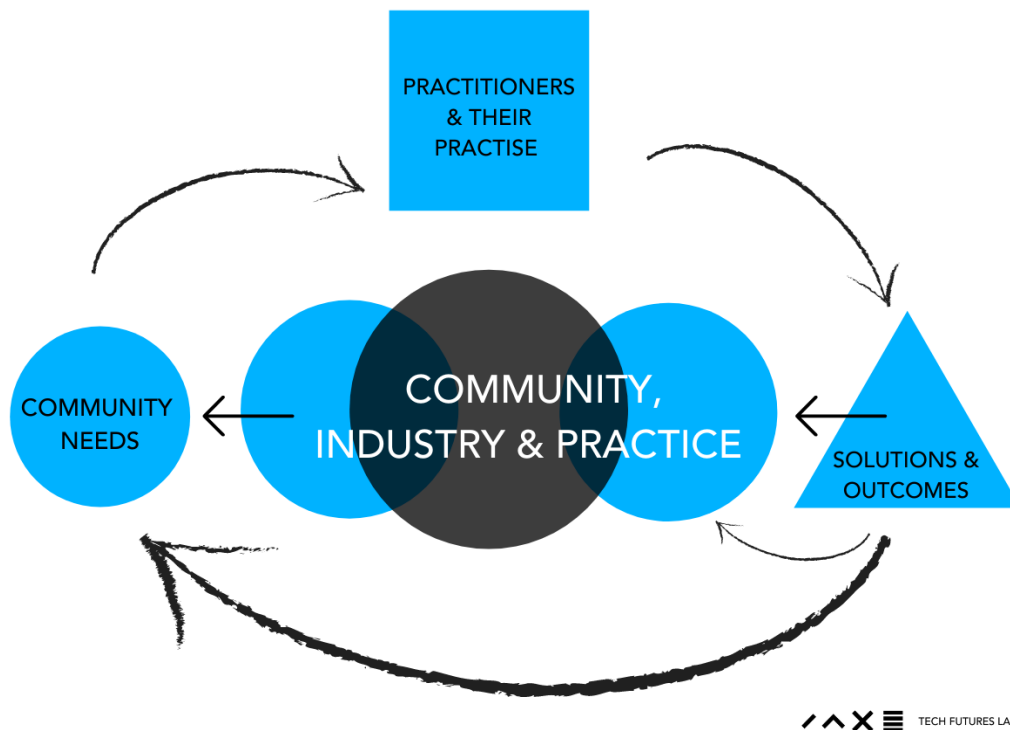 PRACTITIONERS
& THEIR
PRACTISE
COMMUNITY,
INDUSTRY & PRACTICE
COMMUNITY
NEEDS
SOLUTIONS &
OUTCOMES
TECH FUTURES LA